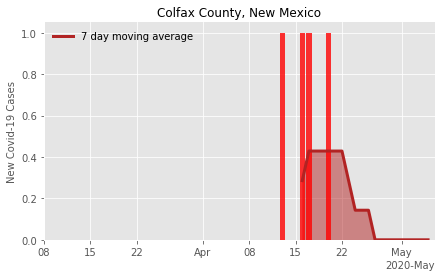 Colfax County, New Mexico
7 day moving average
New Covid-19 Cases
1.0
0.8
0.6
0.4
0.2
0.0
08 15 22 Apr 08 15 22 May
2020-May